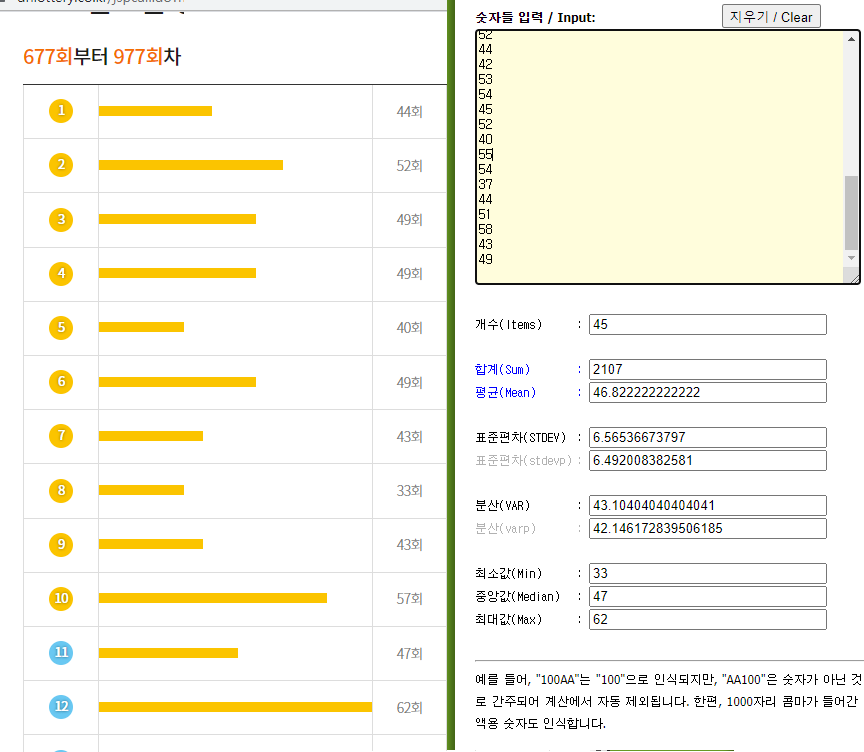 677회부터 977회차
1 44회
2 52회
3 49회
4 49회
5 40회
6 49회
7 43회
8 33회
9 43회
10 57회
11 47회
12 62회
숫자들 입력 / Input:
지우기 / Clear
52
44
42
53
54
45
52
40
55
54
37
44
51
58
43
49
개수(Items) : 45
합계(Sum) : 2107
평균(Mean) : 46.822222222222
표준편차(STDEV) : 6.56536673797
표준편차(stdevp) : 6.492008382581
분산(VAR) : 43.10404040404041
분산(varp) : 42.146172839506185
최소값(Min) : 33
중앙값(Median) : 47
최대값(Max) : 62
예를 들어, "100AA"는 "100"으로 인식되지만, "AA100"은 숫자가 아닌 것
로 간주되어 계산에서 자동 제외됩니다. 한편, 1000자리 콤마가 들어간
액용 숫자도 인식합니다.